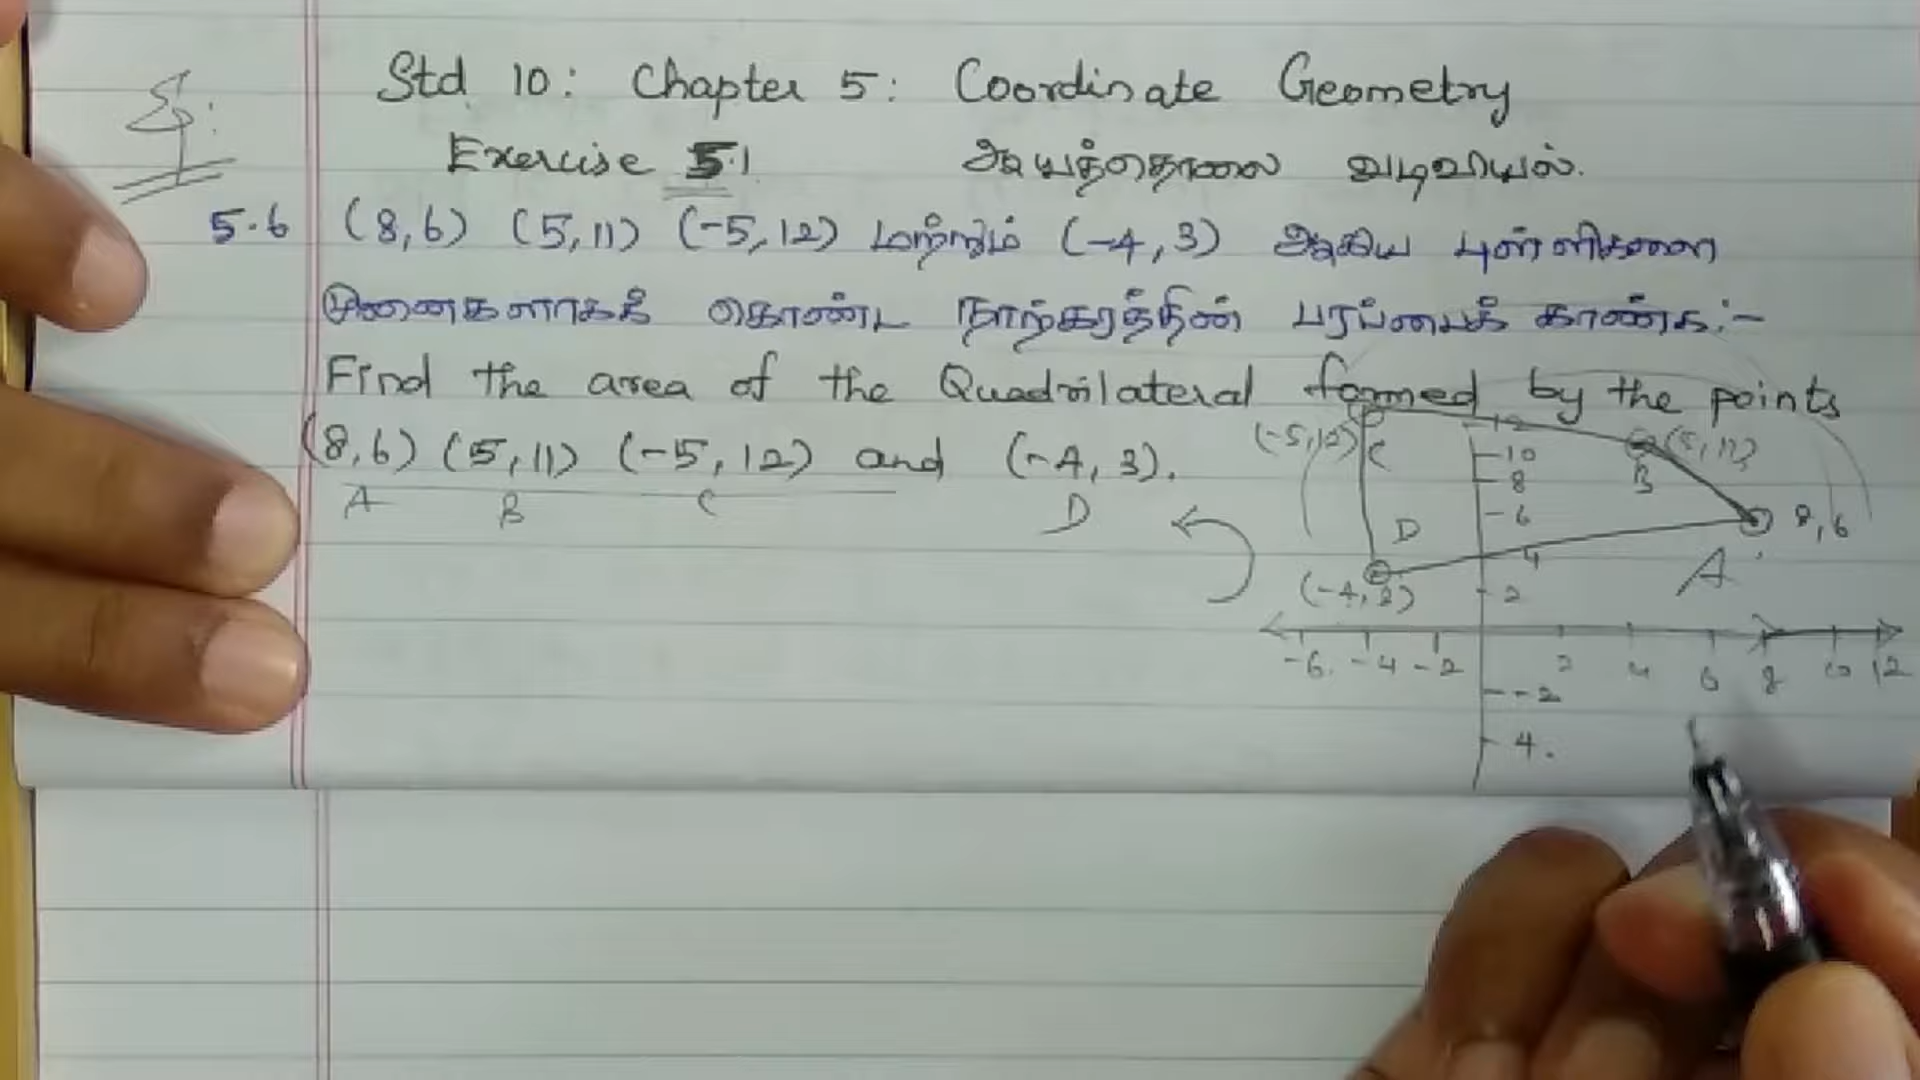 Std 10: Chapter 5: Coordinate Geometry
Exercise 5.1 ஆயத்தொலை வடிவியல்.
5.6 (8,6) (5,11) (-5,12) மற்றும் (-4,3) ஆகிய புள்ளிகளை
முனைகளாகக் கொண்ட நாற்கரத்தின் பரப்பைக் காண்க:-
Find the area of the Quadrilateral formed by the points
(8,6) (5,11) (-5,12) and (-4,3).
A B C D
(-5,12) C 12 (5,11)
10 B
8
6 8,6
D 4 A
(-4,3) 2
-6 -4 -2 2 4 6 8 10 12
-2
4.